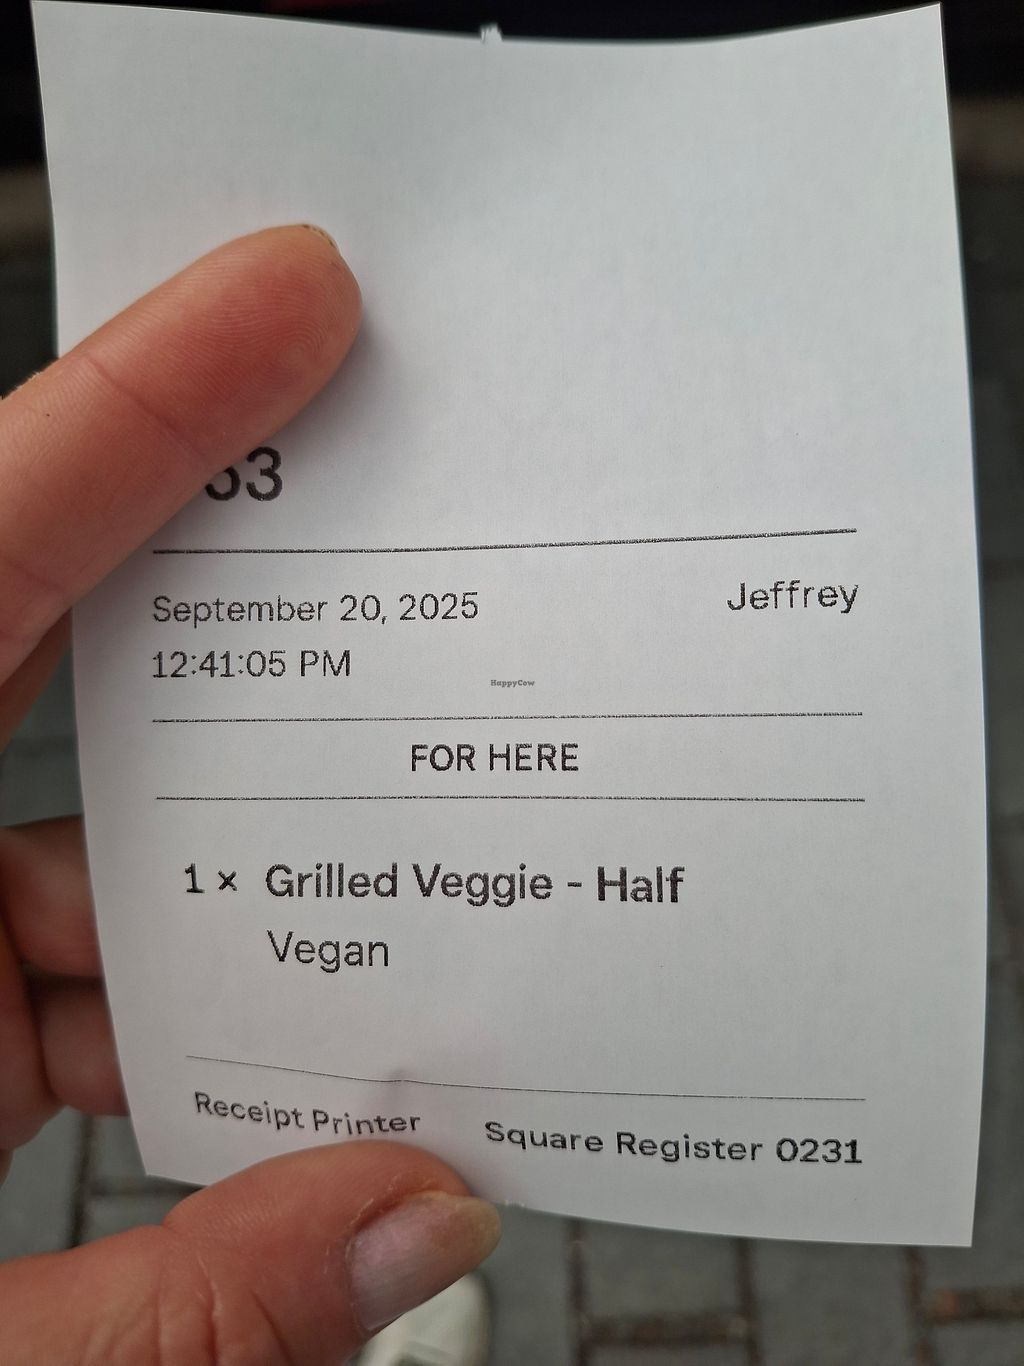 September 20, 2025 Jeffrey
12:41:05 PM
HappyCow
FOR HERE
1 × Grilled Veggie - Half
Vegan
Receipt Printer Square Register 0231